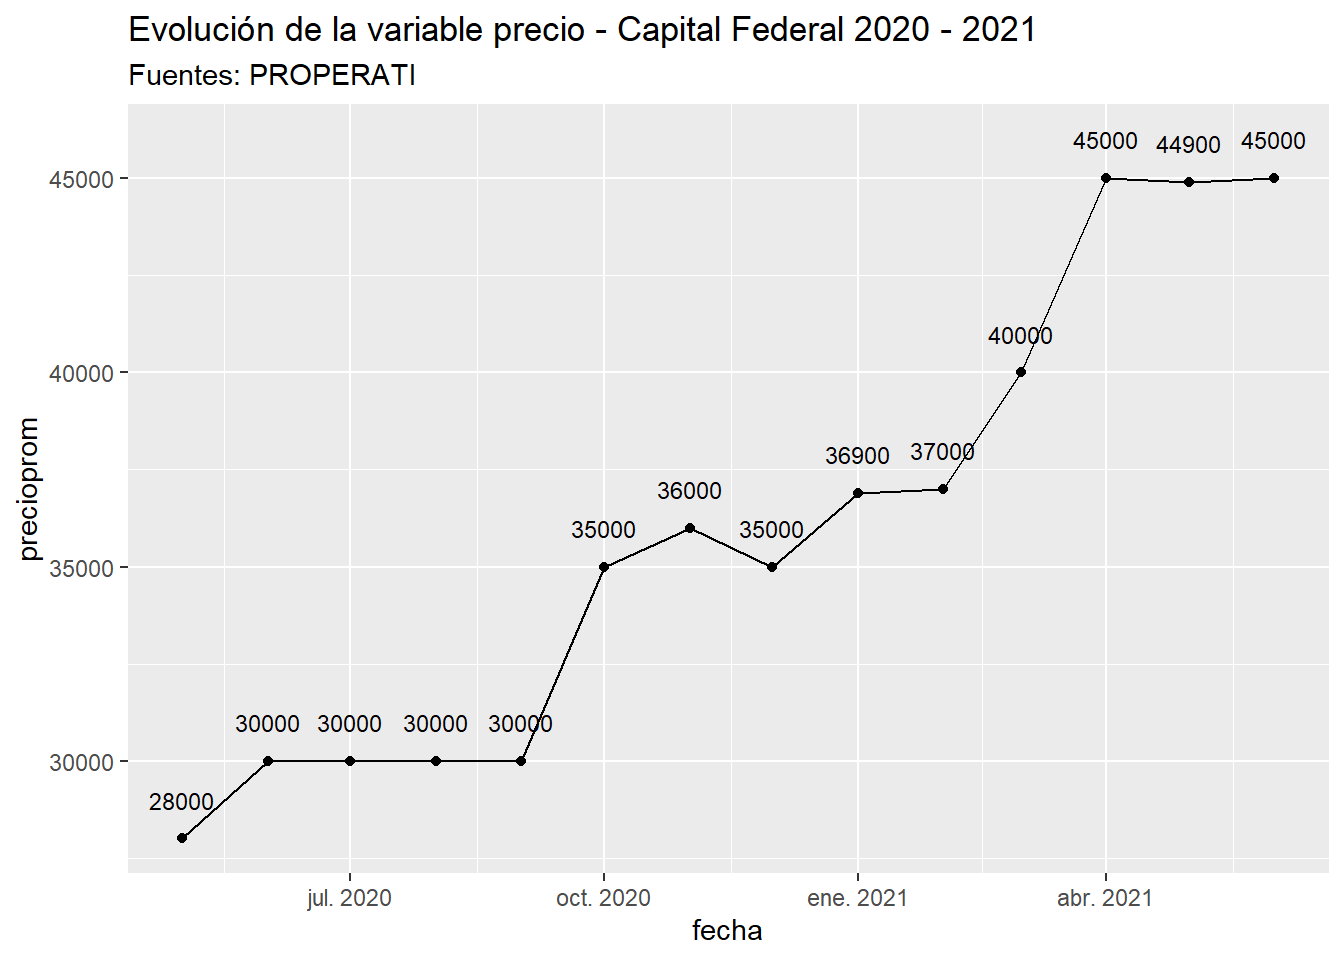 Evolución de la variable precio - Capital Federal 2020 - 2021
Fuentes: PROPERATI
45000 44900 45000
45000
40000
40000
36900 37000
36000
35000 35000
35000
30000 30000 30000 30000
30000
28000
precioprom
jul. 2020 oct. 2020 ene. 2021 abr. 2021
fecha